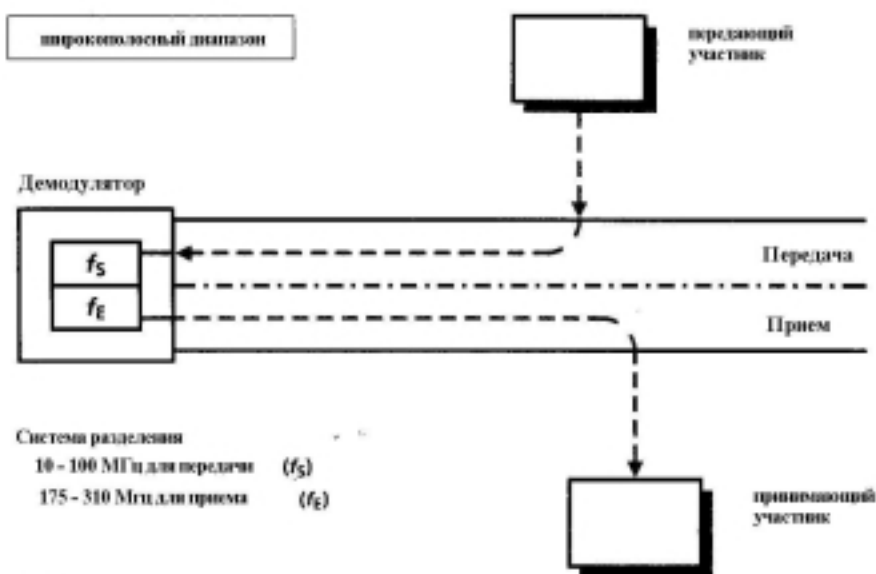 широкополосный диапазон
передающий
участник
Демодулятор
fS
Передача
fE
Прием
Система разделения
10 - 100 МГц для передачи (fS)
175 - 310 Мгц для приема (fE)
принимающий
участник